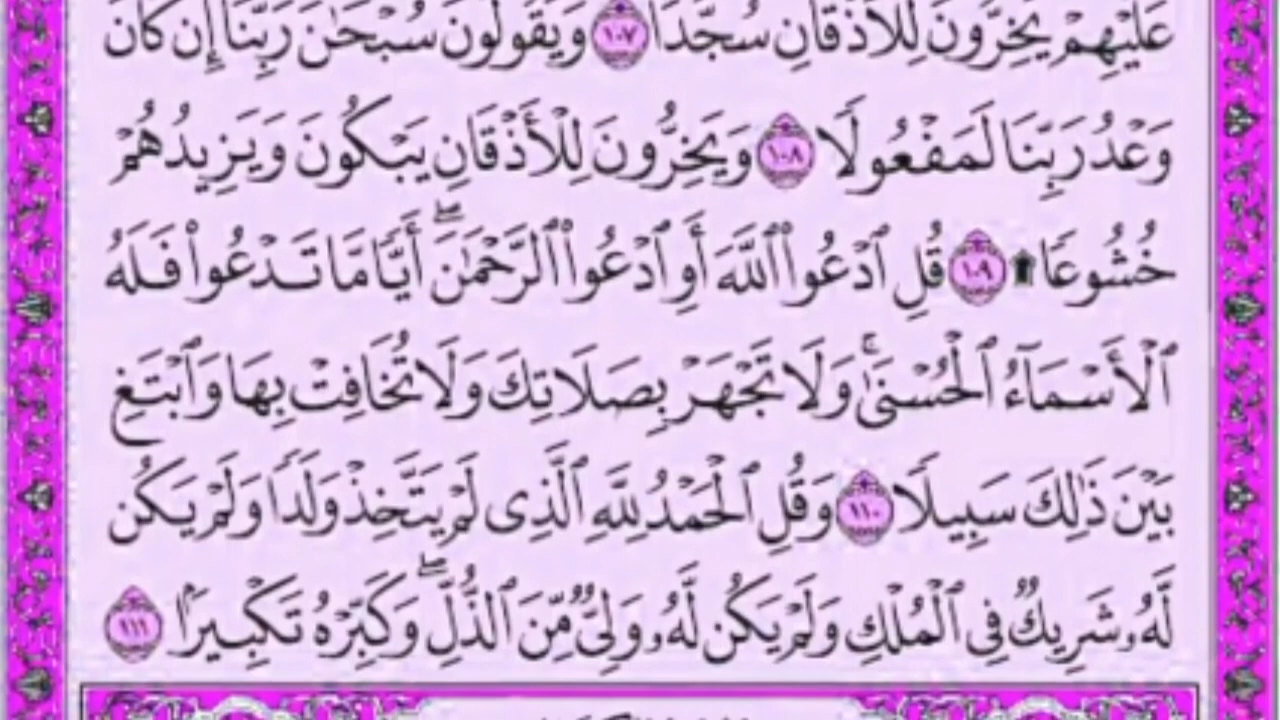 عَلَيْهِمْ يَخِرُّونَ لِلْأَذْقَانِ سُجَّدًا ١٠٧ وَيَقُولُونَ سُبْحَٰنَ رَبِّنَآ إِن كَانَ
وَعْدُ رَبِّنَا لَمَفْعُولًا ١٠٨ وَيَخِرُّونَ لِلْأَذْقَانِ يَبْكُونَ وَيَزِيدُهُمْ
خُشُوعًا ۩ ١٠٩ قُلِ ٱدْعُوا۟ ٱللَّهَ أَوِ ٱدْعُوا۟ ٱلرَّحْمَٰنَ ۖ أَيًّا مَّا تَدْعُوا۟ فَلَهُ
ٱلْأَسْمَآءُ ٱلْحُسْنَىٰ ۚ وَلَا تَجْهَرْ بِصَلَاتِكَ وَلَا تُخَافِتْ بِهَا وَٱبْتَغِ
بَيْنَ ذَٰلِكَ سَبِيلًا ١١٠ وَقُلِ ٱلْحَمْدُ لِلَّهِ ٱلَّذِى لَمْ يَتَّخِذْ وَلَدًا وَلَمْ يَكُن
لَّهُۥ شَرِيكٌ فِى ٱلْمُلْكِ وَلَمْ يَكُن لَّهُۥ وَلِىٌّ مِّنَ ٱلذُّلِّ ۖ وَكَبِّرْهُ تَكْبِيرًۢا ١١١